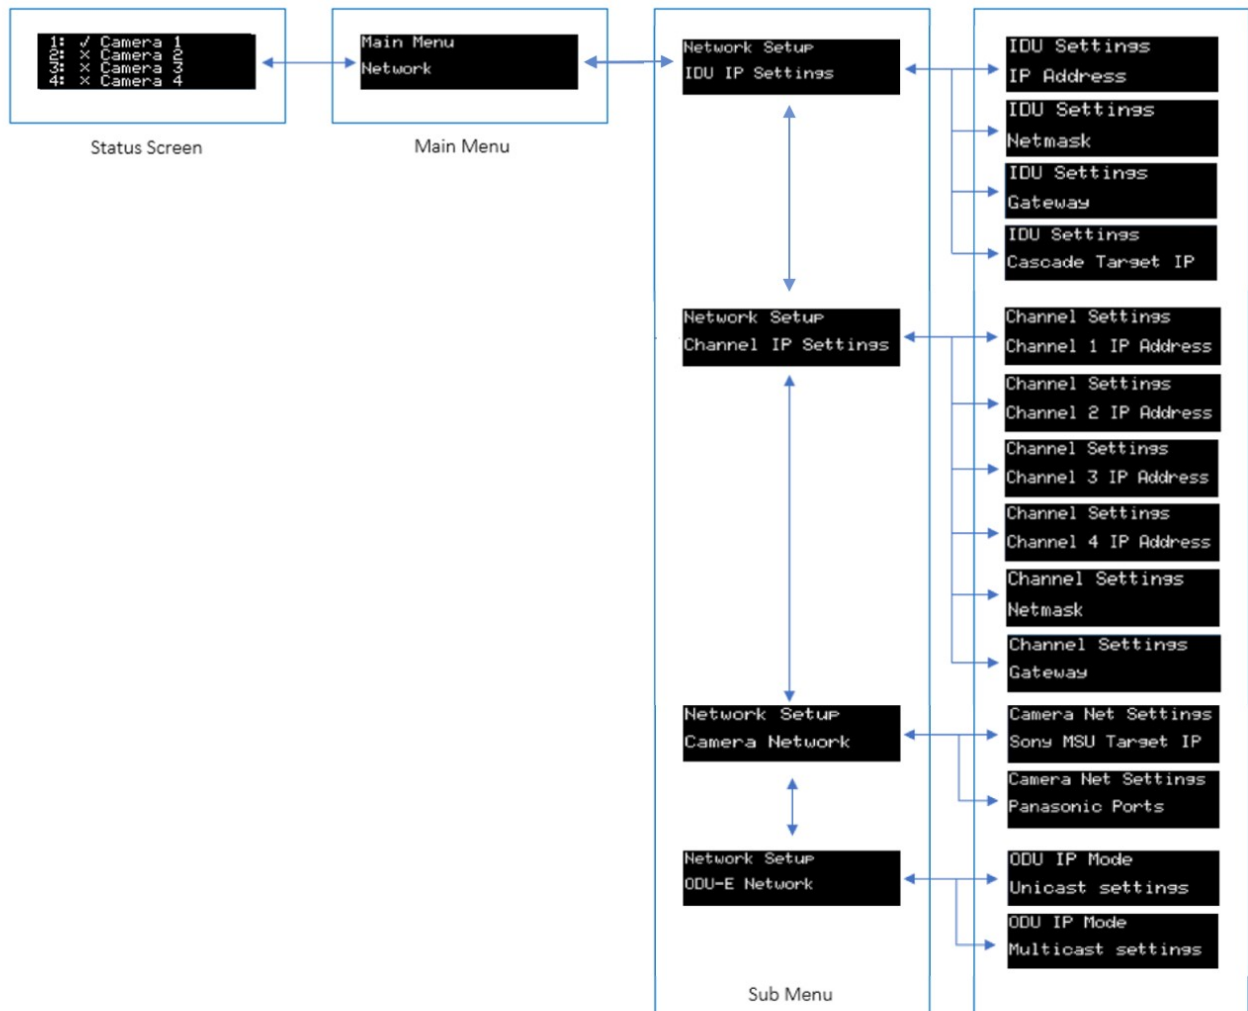 1: ✓ Camera 1
2: × Camera 2
3: × Camera 3
4: × Camera 4
Status Screen
Main Menu
Network
Main Menu
Network Setup
IDU IP Settings
Network Setup
Channel IP Settings
Network Setup
Camera Network
Network Setup
ODU-E Network
Sub Menu
IDU Settings
IP Address
IDU Settings
Netmask
IDU Settings
Gateway
IDU Settings
Cascade Target IP
Channel Settings
Channel 1 IP Address
Channel Settings
Channel 2 IP Address
Channel Settings
Channel 3 IP Address
Channel Settings
Channel 4 IP Address
Channel Settings
Netmask
Channel Settings
Gateway
Camera Net Settings
Sony MSU Target IP
Camera Net Settings
Panasonic Ports
ODU IP Mode
Unicast settings
ODU IP Mode
Multicast settings